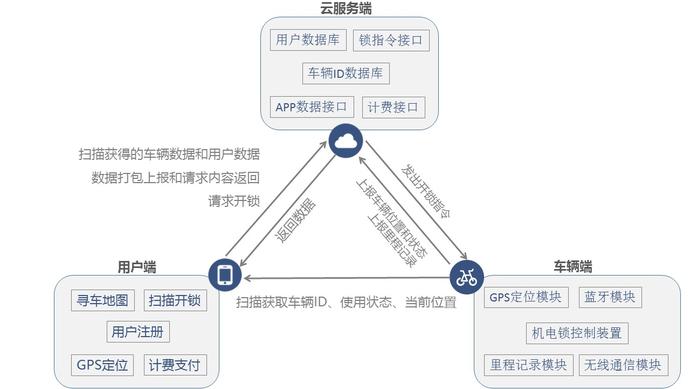 云服务端
用户数据库 锁指令接口
车辆ID数据库
APP数据接口 计费接口
扫描获得的车辆数据和用户数据
数据打包上报和请求内容返回
请求开锁
返回数据
发出开锁指令
上报车辆位置和状态
上报里程记录
用户端
寻车地图 扫描开锁
用户注册
GPS定位 计费支付
扫描获取车辆ID、使用状态、当前位置
车辆端
GPS定位模块 蓝牙模块
机电锁控制装置
里程记录模块 无线通信模块